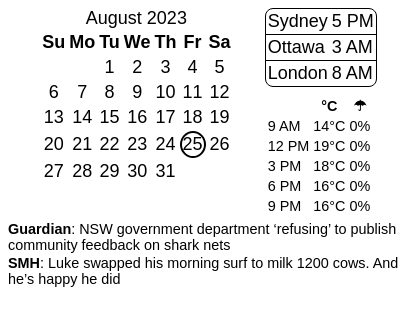 August 2023
Su Mo Tu We Th Fr Sa
1 2 3 4 5
6 7 8 9 10 11 12
13 14 15 16 17 18 19
20 21 22 23 24 25 26
27 28 29 30 31
Sydney 5 PM
Ottawa 3 AM
London 8 AM
°C ☂
9 AM 14°C 0%
12 PM 19°C 0%
3 PM 18°C 0%
6 PM 16°C 0%
9 PM 16°C 0%
Guardian: NSW government department ‘refusing’ to publish
community feedback on shark nets
SMH: Luke swapped his morning surf to milk 1200 cows. And
he’s happy he did